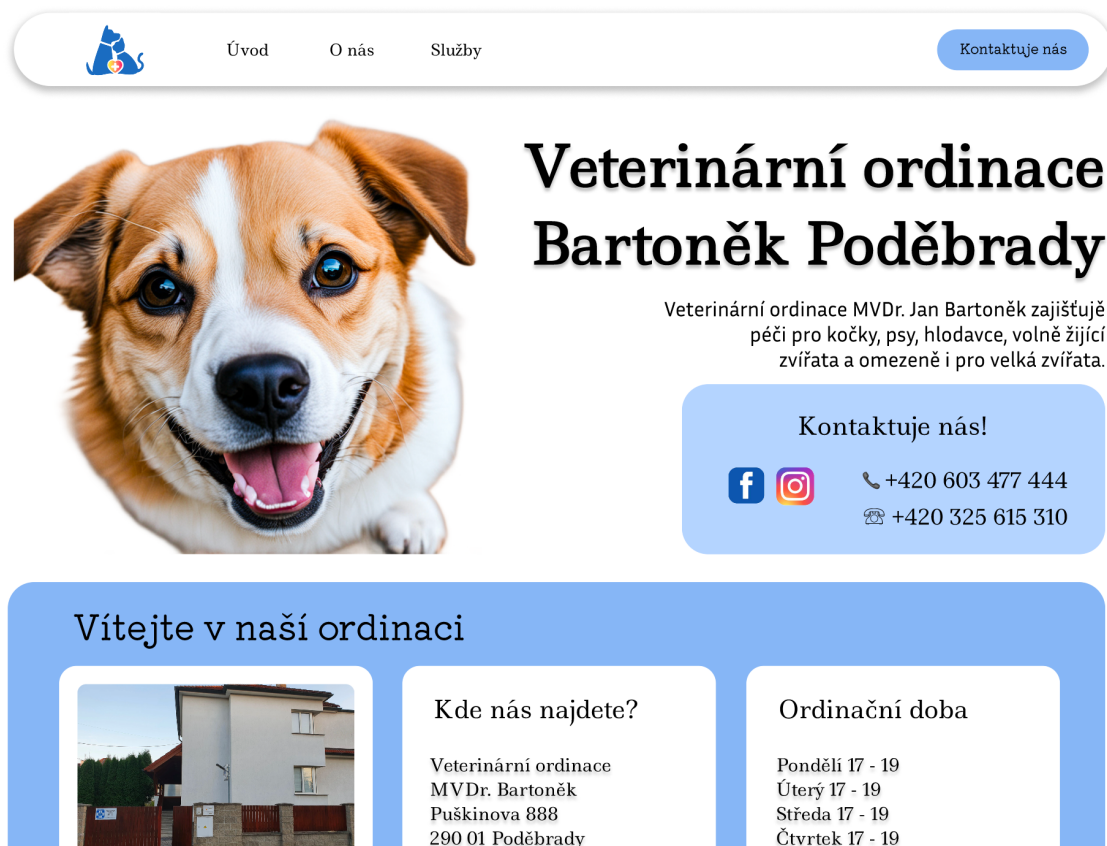 Úvod
O nás
Služby
Kontaktuje nás
Veterinární ordinace
Bartoněk Poděbrady
Veterinární ordinace MVDr. Jan Bartoněk zajišťujě
péči pro kočky, psy, hlodavce, volně žijící
zvířata a omezeně i pro velká zvířata.
Kontaktuje nás!
+420 603 477 444
+420 325 615 310
Vítejte v naší ordinaci
Kde nás najdete?
Veterinární ordinace
MVDr. Bartoněk
Puškinova 888
290 01 Poděbrady
Ordinační doba
Pondělí 17 - 19
Úterý 17 - 19
Středa 17 - 19
Čtvrtek 17 - 19